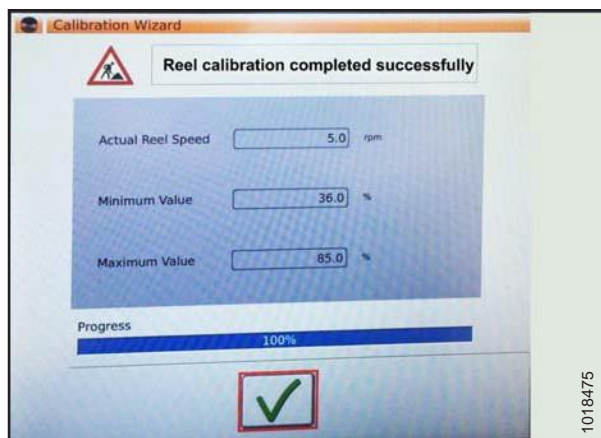 Calibration Wizard
Reel calibration completed successfully
Actual Reel Speed 5.0 rpm
Minimum Value 36.0 %
Maximum Value 85.0 %
Progress
100%
1018475